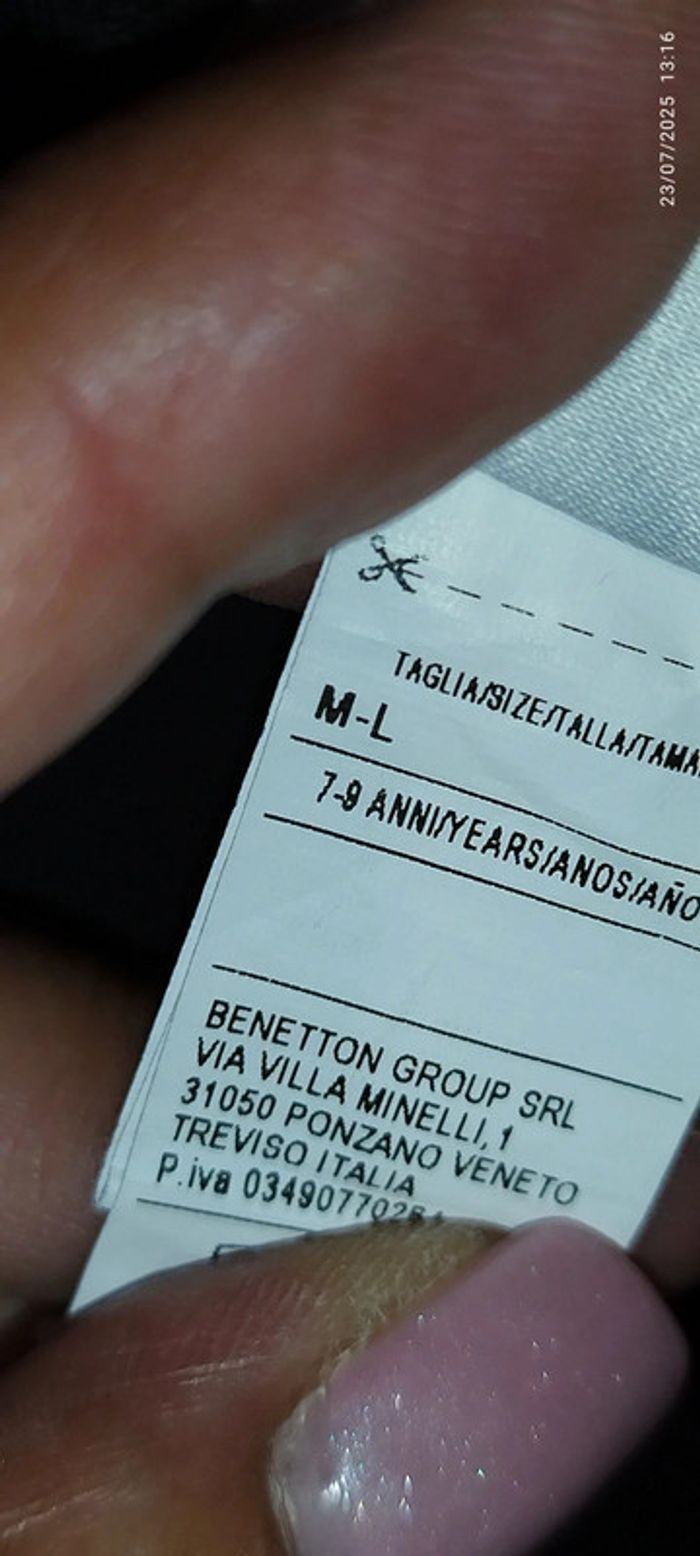 23/07/2025 13:16
TAGLIA/SIZE/TALLA/TAMA
M-L
7-9 ANNI/YEARS/ANOS/AÑO
BENETTON GROUP SRL
VIA VILLA MINELLI, 1
31050 PONZANO VENETO
TREVISO ITALIA
P.iva